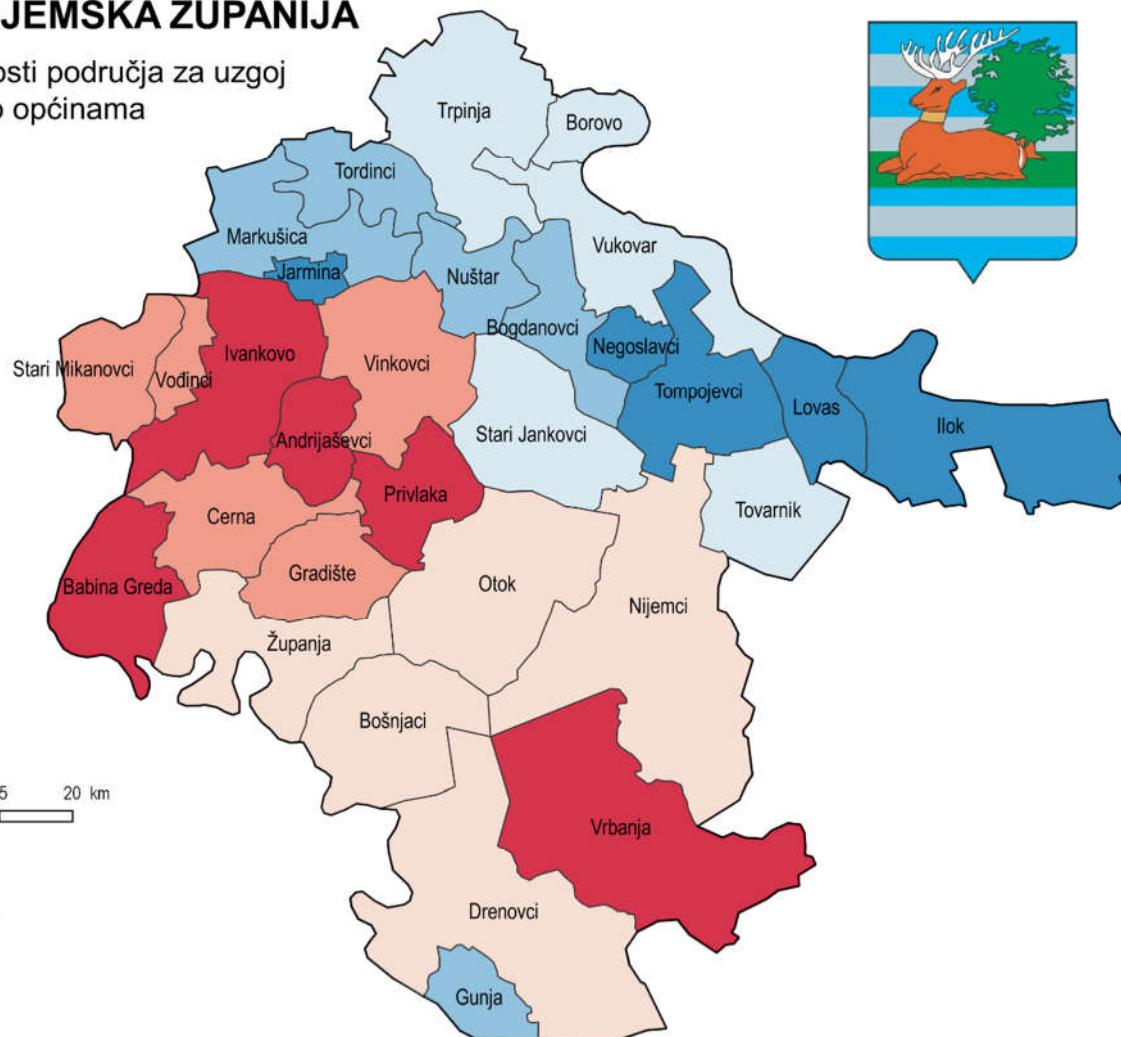 JEMSKA ŽUPANIJA
osti područja za uzgoj
o općinama
Trpinja
Borovo
Tordinci
Markušica
Vukovar
Jarmina
Nuštar
Bogdanovci
Negoslavci
Ivankovo
Vinkovci
Stari Mikanovci
Vođinci
Tompojevci
Lovas
Ilok
Andrijaševci
Stari Jankovci
Privlaka
Cerna
Tovarnik
Gradište
Babina Greda
Otok
Nijemci
Županja
Bošnjaci
5 20 km
Vrbanja
Drenovci
Gunja